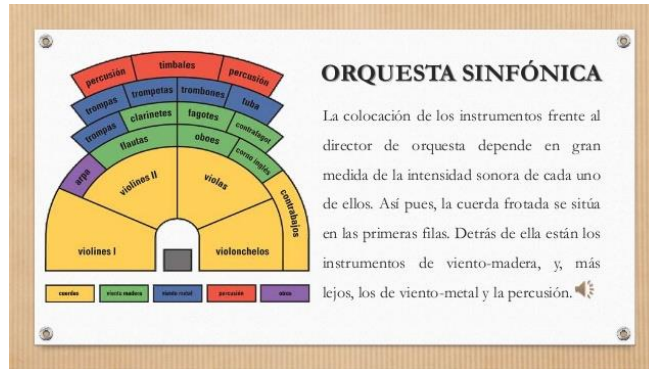 ORQUESTA SINFÓNICA
La colocación de los instrumentos frente al
director de orquesta depende en gran
medida de la intensidad sonora de cada uno
de ellos. Así pues, la cuerda frotada se sitúa
en las primeras filas. Detrás de ella están los
instrumentos de viento-madera, y, más
lejos, los de viento-metal y la percusión.
percusión
timbales
percusión
trompas
trompetas
trombones
tuba
trompas
clarinetes
fagotes
contrafagot
flautas
oboes
corno inglés
arpa
violines II
violas
contrabajos
violines I
violonchelos
cuerdas
viento madera
viento metal
percusión
otros